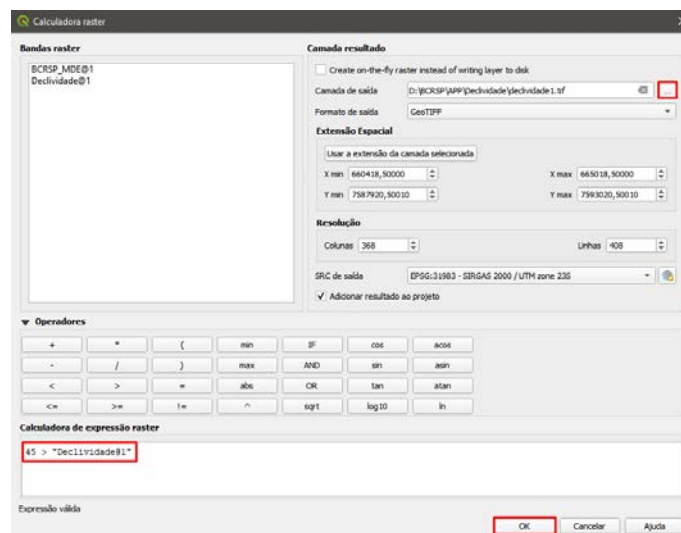 Calculadora raster
Bandas raster
BCRSP_MDE@1
Declividade@1
Camada resultado
Create on-the-fly raster instead of writing layer to disk
Camada de saída D:\BCRSP\APP\Declividade\declividade1.tif ...
Formato de saída GeoTIFF
Extensão Espacial
Usar a extensão da camada selecionada
X min 660418,50000 X max 665018,50000
Y min 7587920,50010 Y max 7593020,50010
Resolução
Colunas 368 Linhas 408
SRC de saída EPSG:31983 - SIRGAS 2000 / UTM zone 23S
Adicionar resultado ao projeto
Operadores
+ * ( min IF cos acos
- / ) max AND sin asin
< > = abs OR tan atan
<= >= != ^ sqrt log10 ln
Calculadora de expressão raster
45 > "Declividade@1"
Expressão válida
OK Cancelar Ajuda